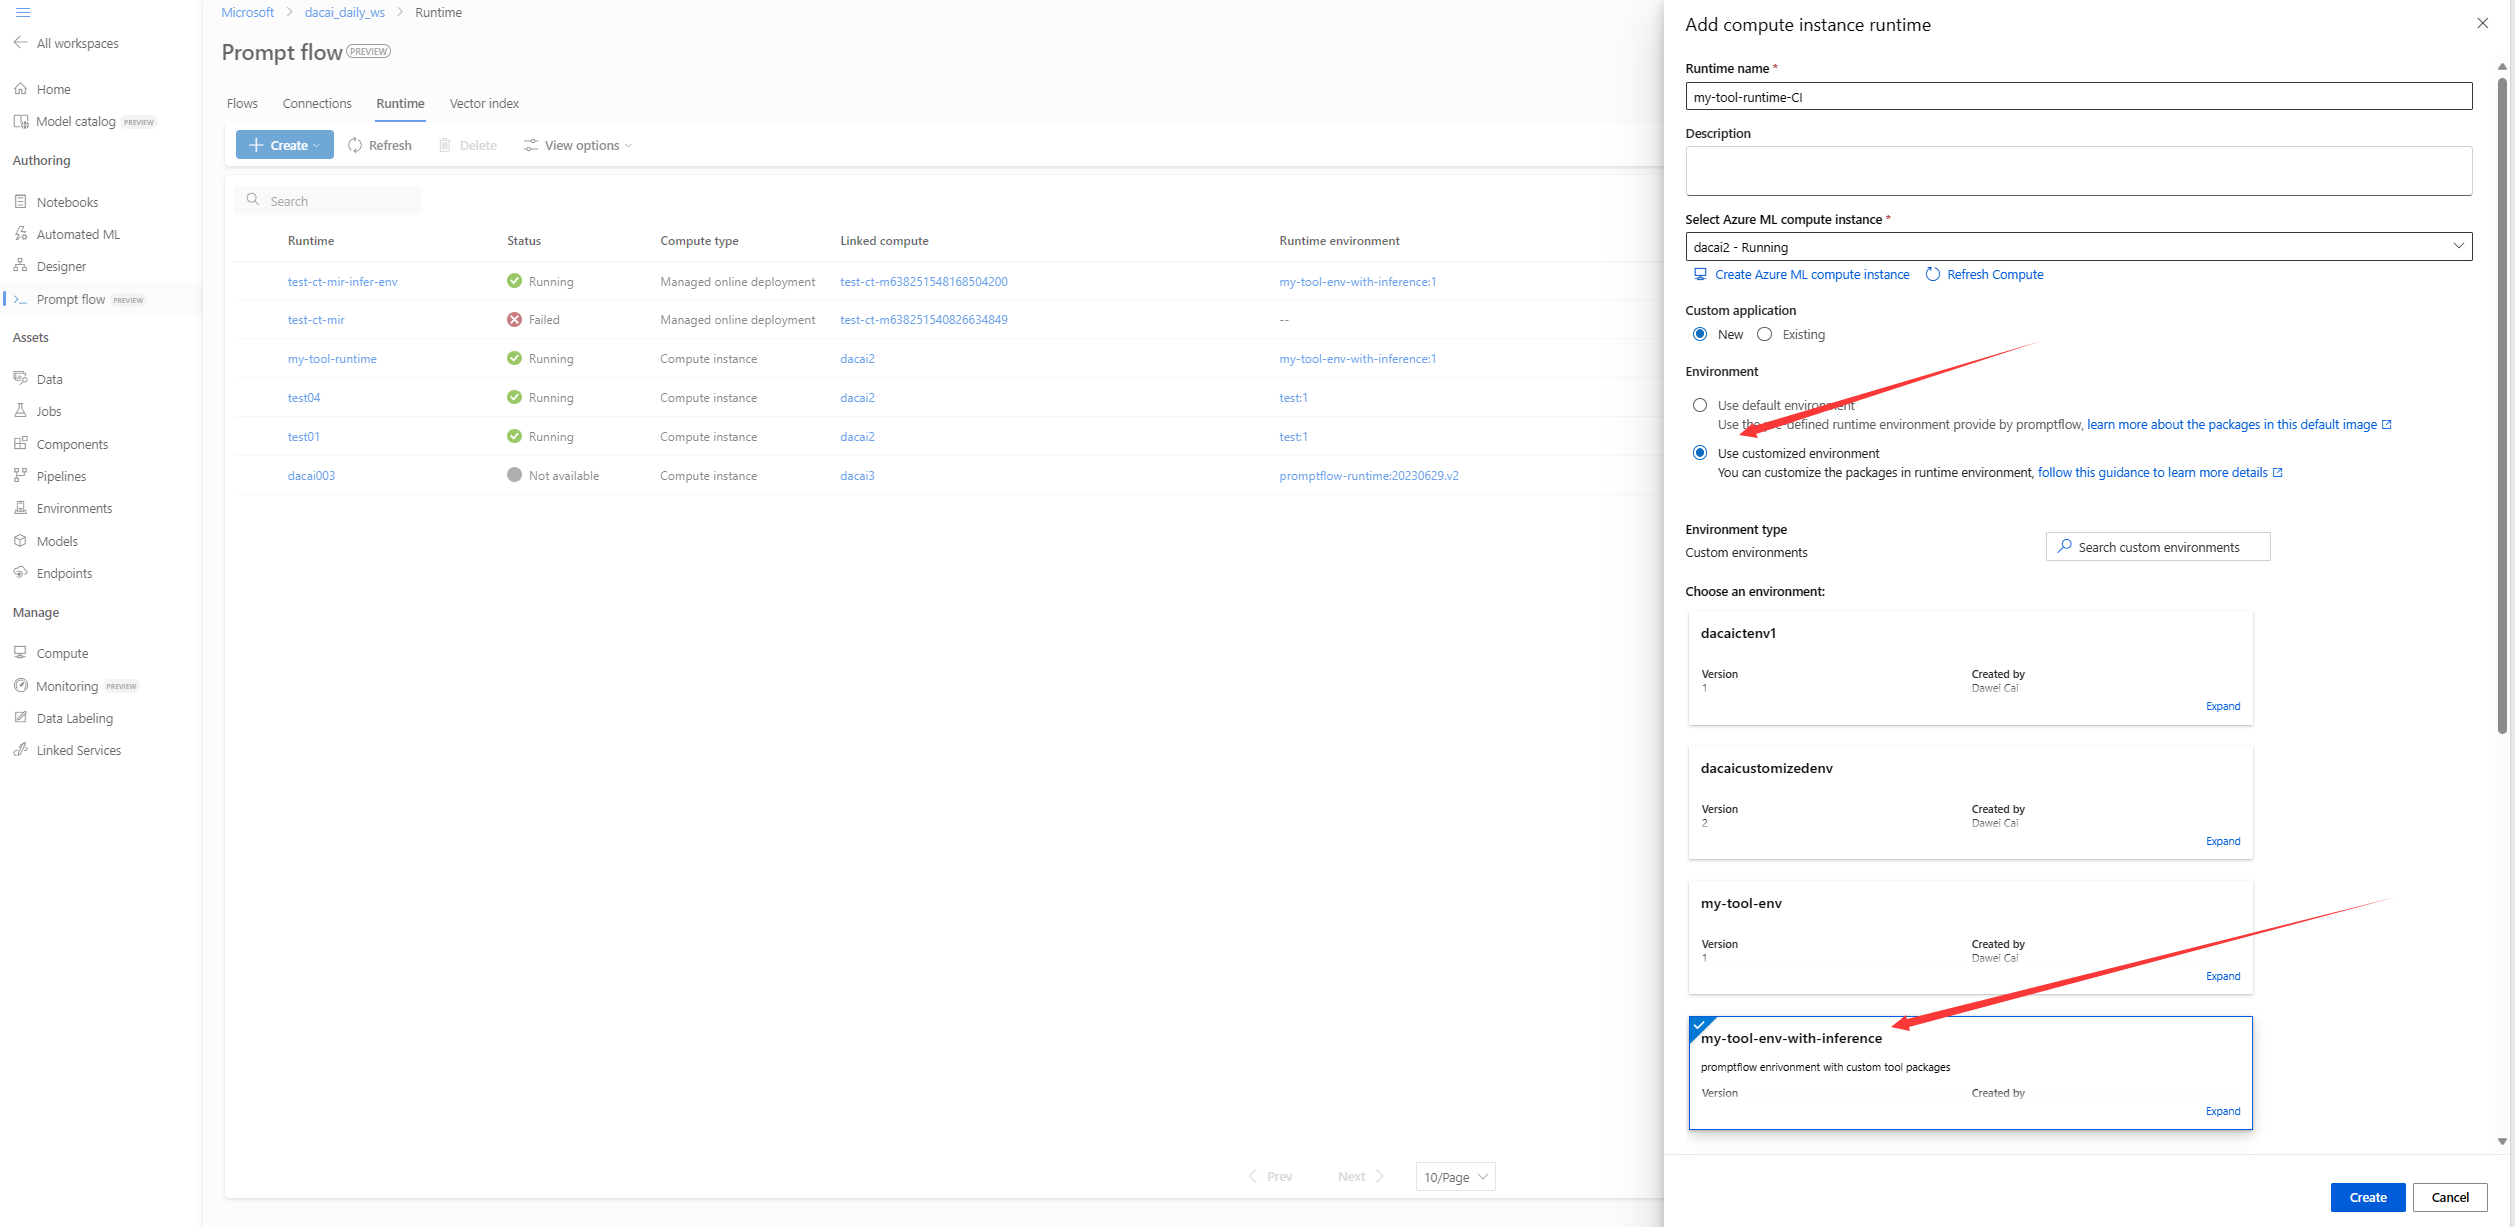 Microsoft > dacai_daily_ws > Runtime
All workspaces
Home
Model catalog PREVIEW
Authoring
Notebooks
Automated ML
Designer
Prompt flow PREVIEW
Assets
Data
Jobs
Components
Pipelines
Environments
Models
Endpoints
Manage
Compute
Monitoring PREVIEW
Data Labeling
Linked Services
Prompt flow PREVIEW
Flows Connections Runtime Vector index
Create Refresh Delete View options
Search
Runtime Status Compute type Linked compute Runtime environment
test-ct-mir-infer-env Running Managed online deployment test-ct-m638251548168504200 my-tool-env-with-inference:1
test-ct-mir Failed Managed online deployment test-ct-m638251540826634849 --
my-tool-runtime Running Compute instance dacai2 my-tool-env-with-inference:1
test04 Running Compute instance dacai2 test:1
test01 Running Compute instance dacai2 test:1
dacai003 Not available Compute instance dacai3 promptflow-runtime:20230629.v2
Prev Next 10/Page
Add compute instance runtime
Runtime name *
my-tool-runtime-CI
Description
Select Azure ML compute instance *
dacai2 - Running
Create Azure ML compute instance Refresh Compute
Custom application
New Existing
Environment
Use default environment
Use the pre-defined runtime environment provide by promptflow, learn more about the packages in this default image
Use customized environment
You can customize the packages in runtime environment, follow this guidance to learn more details
Environment type
Custom environments
Search custom environments
Choose an environment:
dacaictenv1
Version Created by
1 Dawei Cai
Expand
dacaicustomizedenv
Version Created by
2 Dawei Cai
Expand
my-tool-env
Version Created by
1 Dawei Cai
Expand
my-tool-env-with-inference
promptflow enrivonment with custom tool packages
Version Created by
Expand
Create Cancel